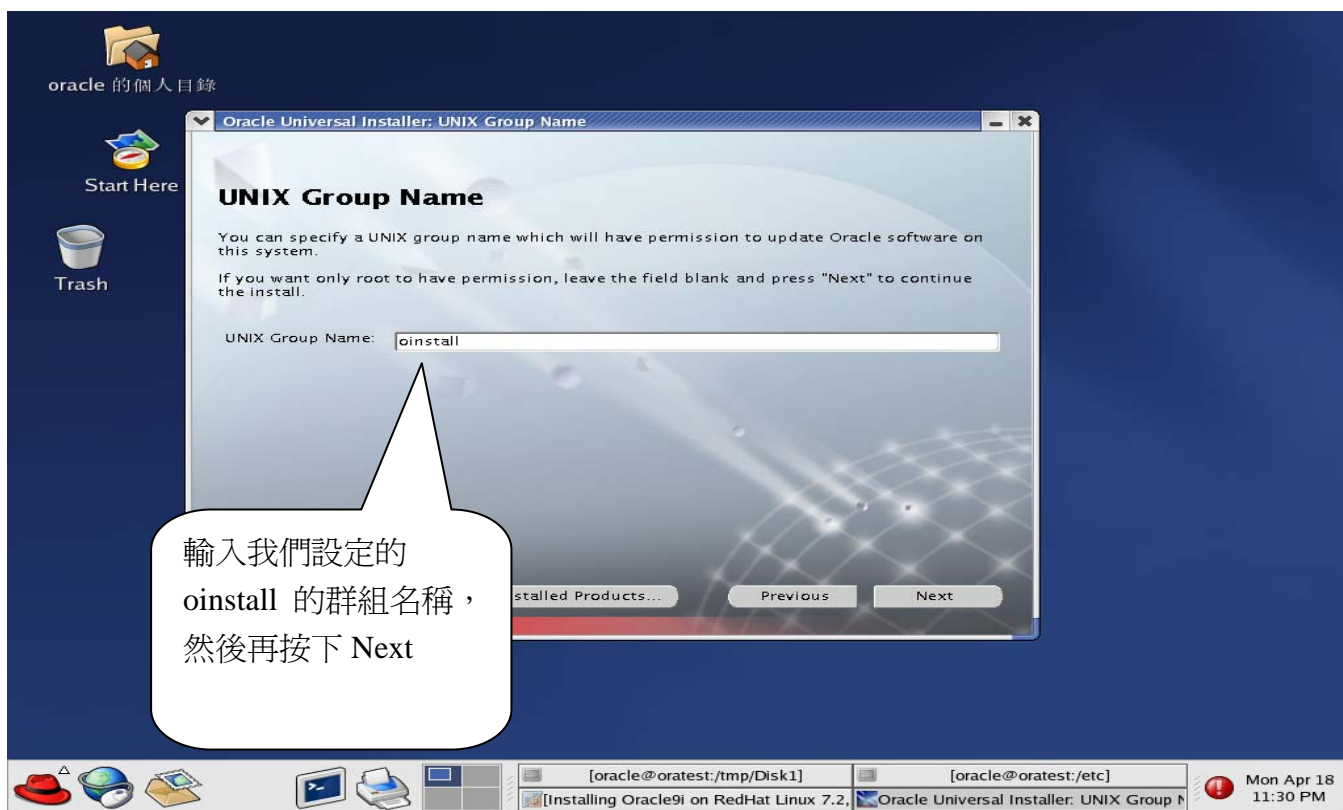 oracle 的個人目錄
Start Here
Trash
Oracle Universal Installer: UNIX Group Name
UNIX Group Name
You can specify a UNIX group name which will have permission to update Oracle software on
this system.
If you want only root to have permission, leave the field blank and press "Next" to continue
the install.
UNIX Group Name:
oinstall
輸入我們設定的
oinstall 的群組名稱，
然後再按下 Next
stalled Products...
Previous
Next
[oracle@oratest:/tmp/Disk1]
[oracle@oratest:/etc]
[Installing Oracle9i on RedHat Linux 7.2,
Oracle Universal Installer: UNIX Group N
Mon Apr 18
11:30 PM